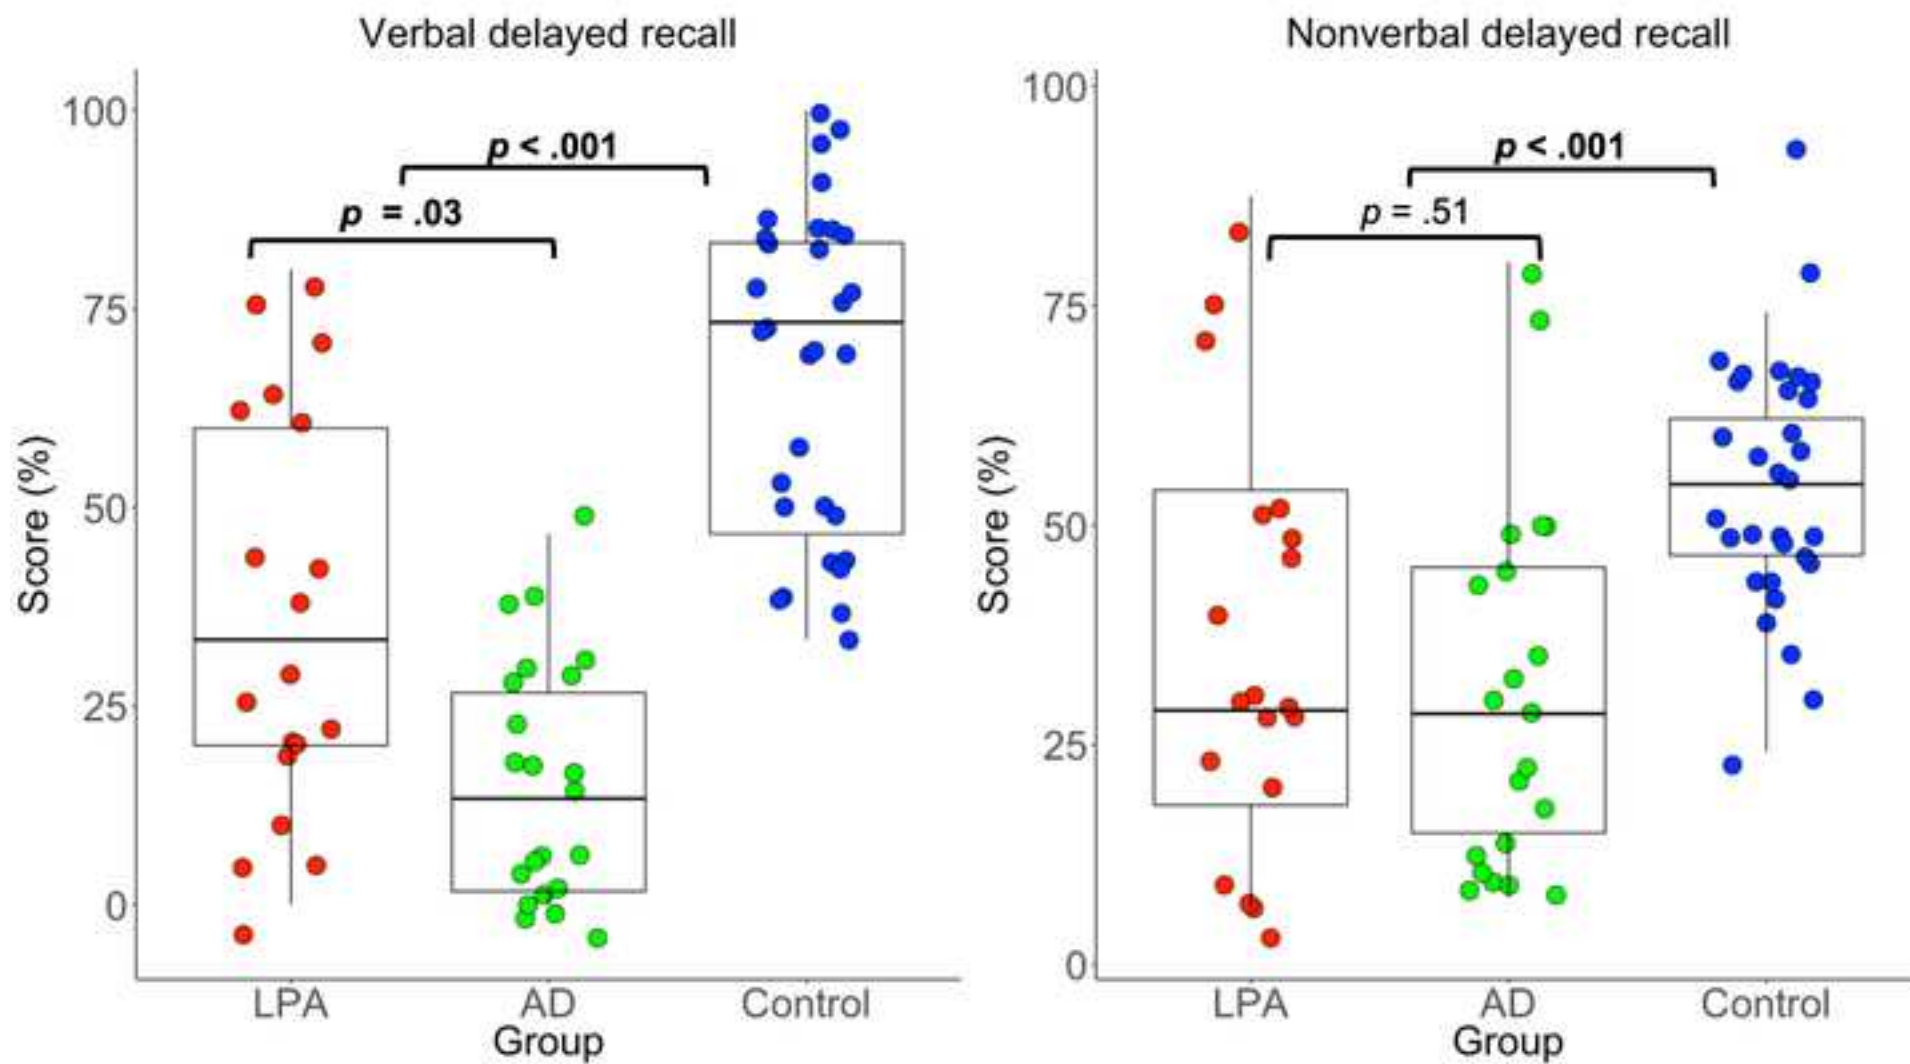 Verbal delayed recall
Score (%)
100
75
50
25
0
p < .001
p = .03
LPA AD Control
Group
Nonverbal delayed recall
Score (%)
100
75
50
25
0
p < .001
p = .51
LPA AD Control
Group